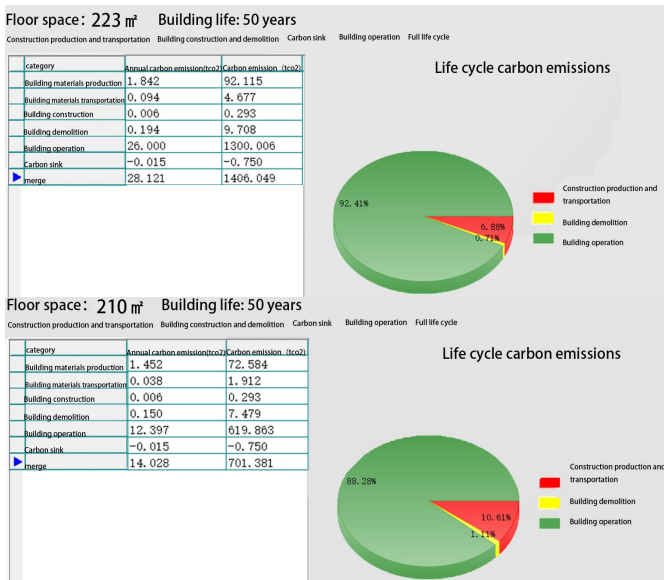 Floor space: 223 ㎡ Building life: 50 years
Construction production and transportation Building construction and demolition Carbon sink Building operation Full life cycle
category Annual carbon emission(tco2) Carbon emission (tco2)
Building materials production 1.842 92.115
Building materials transportation 0.094 4.677
Building construction 0.006 0.293
Building demolition 0.194 9.708
Building operation 26.000 1300.006
Carbon sink -0.015 -0.750
merge 28.121 1406.049
Life cycle carbon emissions
92.41%
6.88%
0.71%
Construction production and
transportation
Building demolition
Building operation
Floor space: 210 ㎡ Building life: 50 years
Construction production and transportation Building construction and demolition Carbon sink Building operation Full life cycle
category Annual carbon emission(tco2) Carbon emission (tco2)
Building materials production 1.452 72.584
Building materials transportation 0.038 1.912
Building construction 0.006 0.293
Building demolition 0.150 7.479
Building operation 12.397 619.863
Carbon sink -0.015 -0.750
merge 14.028 701.381
Life cycle carbon emissions
88.28%
10.61%
1.11%
Construction production and
transportation
Building demolition
Building operation